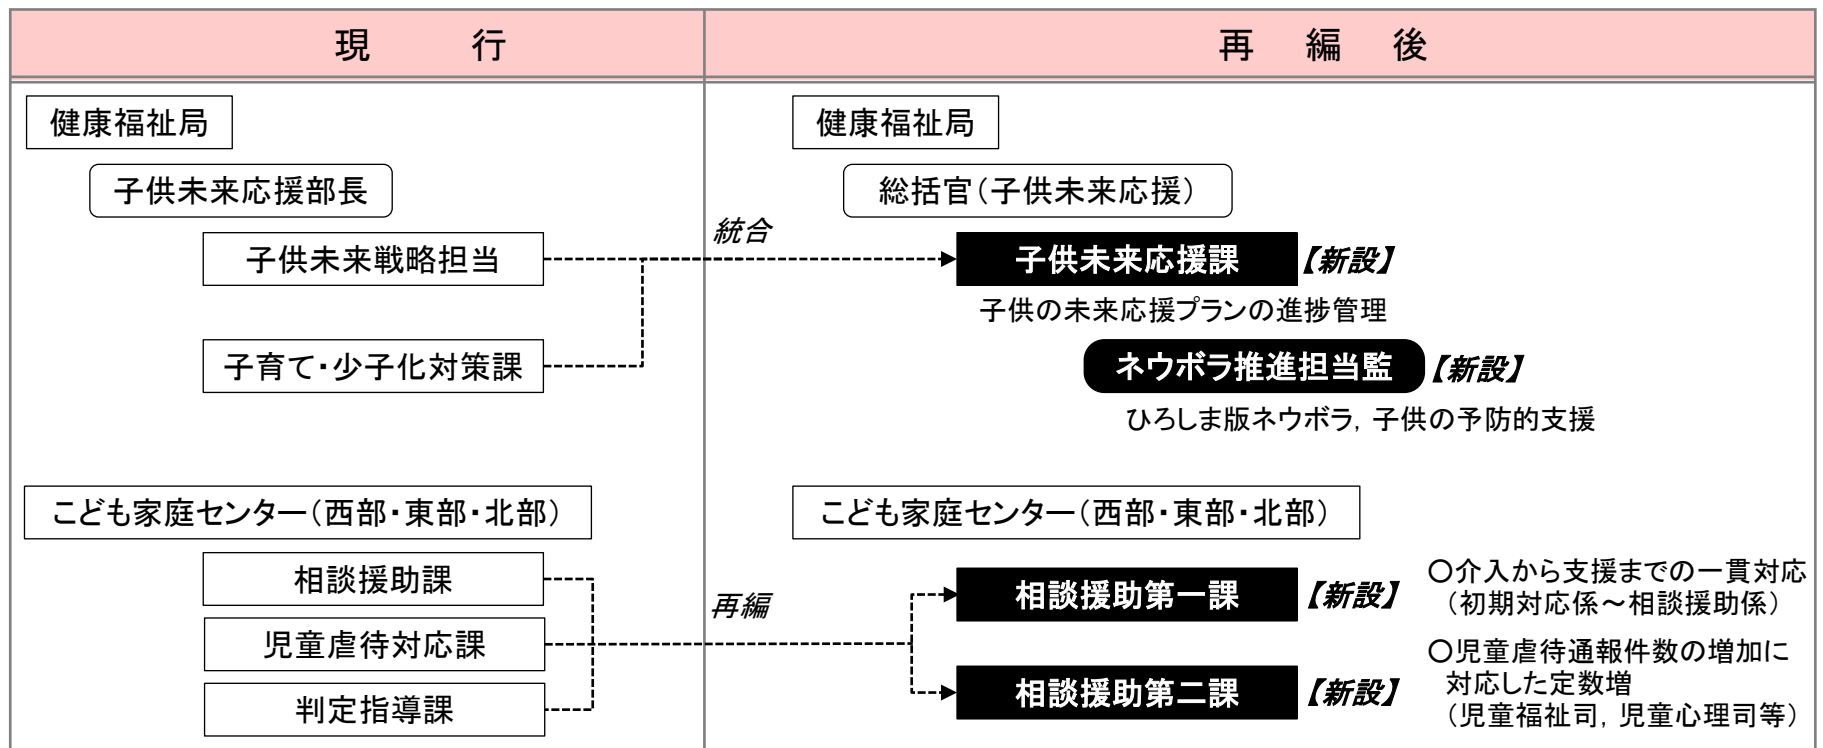 現行
再編後
健康福祉局
子供未来応援部長
子供未来戦略担当
子育て・少子化対策課
統合
健康福祉局
総括官（子供未来応援）
子供未来応援課
【新設】
子供の未来応援プランの進捗管理
ネウボラ推進担当監
【新設】
ひろしま版ネウボラ，子供の予防的支援
こども家庭センター（西部・東部・北部）
相談援助課
児童虐待対応課
判定指導課
再編
こども家庭センター（西部・東部・北部）
相談援助第一課
【新設】
相談援助第二課
【新設】
○介入から支援までの一貫対応
（初期対応係～相談援助係）
○児童虐待通報件数の増加に
対応した定数増
（児童福祉司，児童心理司等）